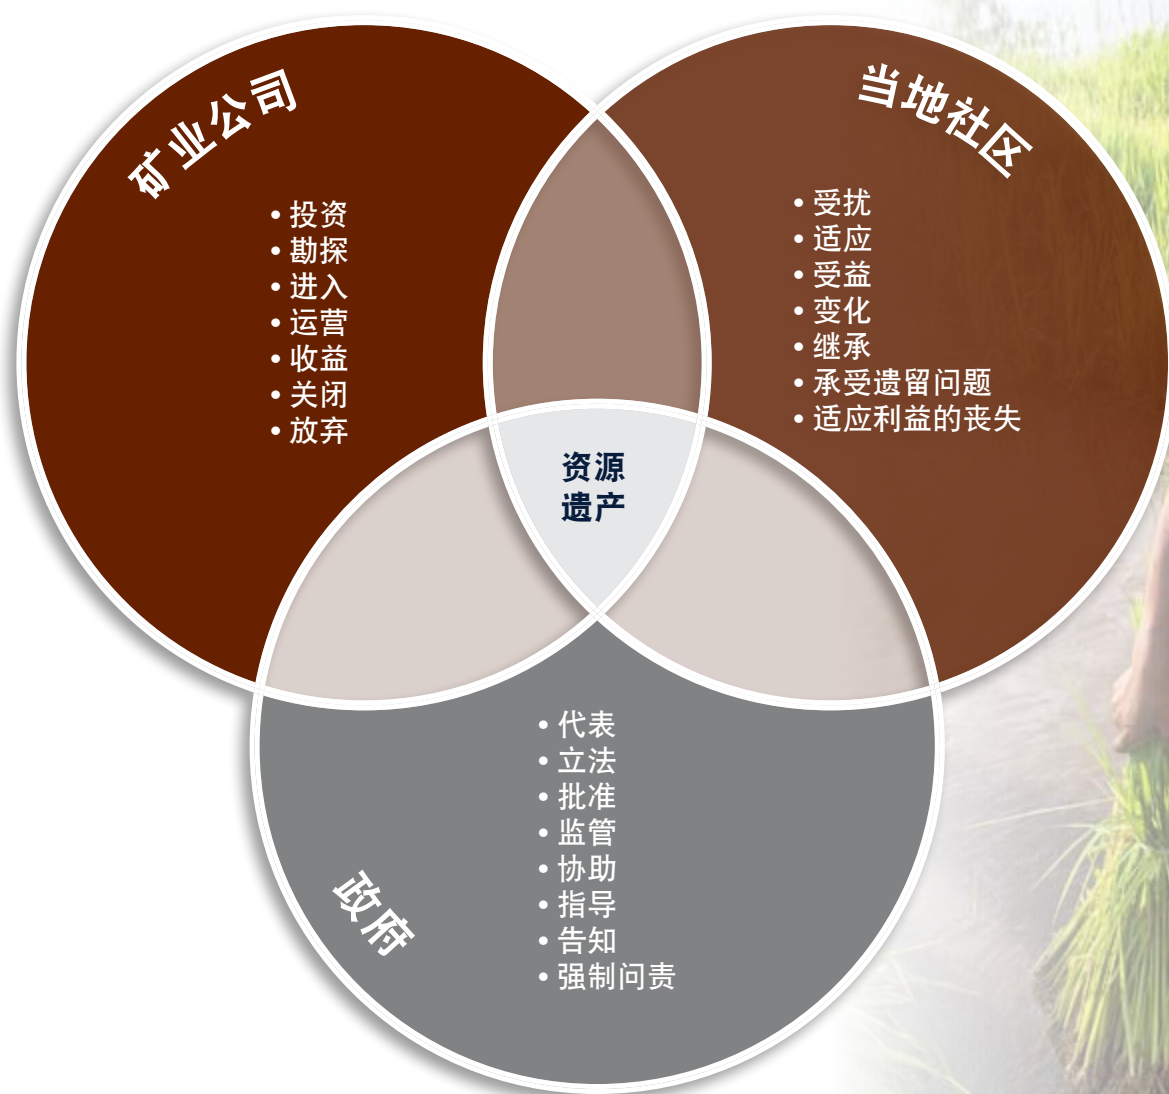 矿业公司
• 投资
• 勘探
• 进入
• 运营
• 收益
• 关闭
• 放弃
当地社区
• 受扰
• 适应
• 受益
• 变化
• 继承
• 承受遗留问题
• 适应利益的丧失
资源
遗产
政府
• 代表
• 立法
• 批准
• 监管
• 协助
• 指导
• 告知
• 强制问责